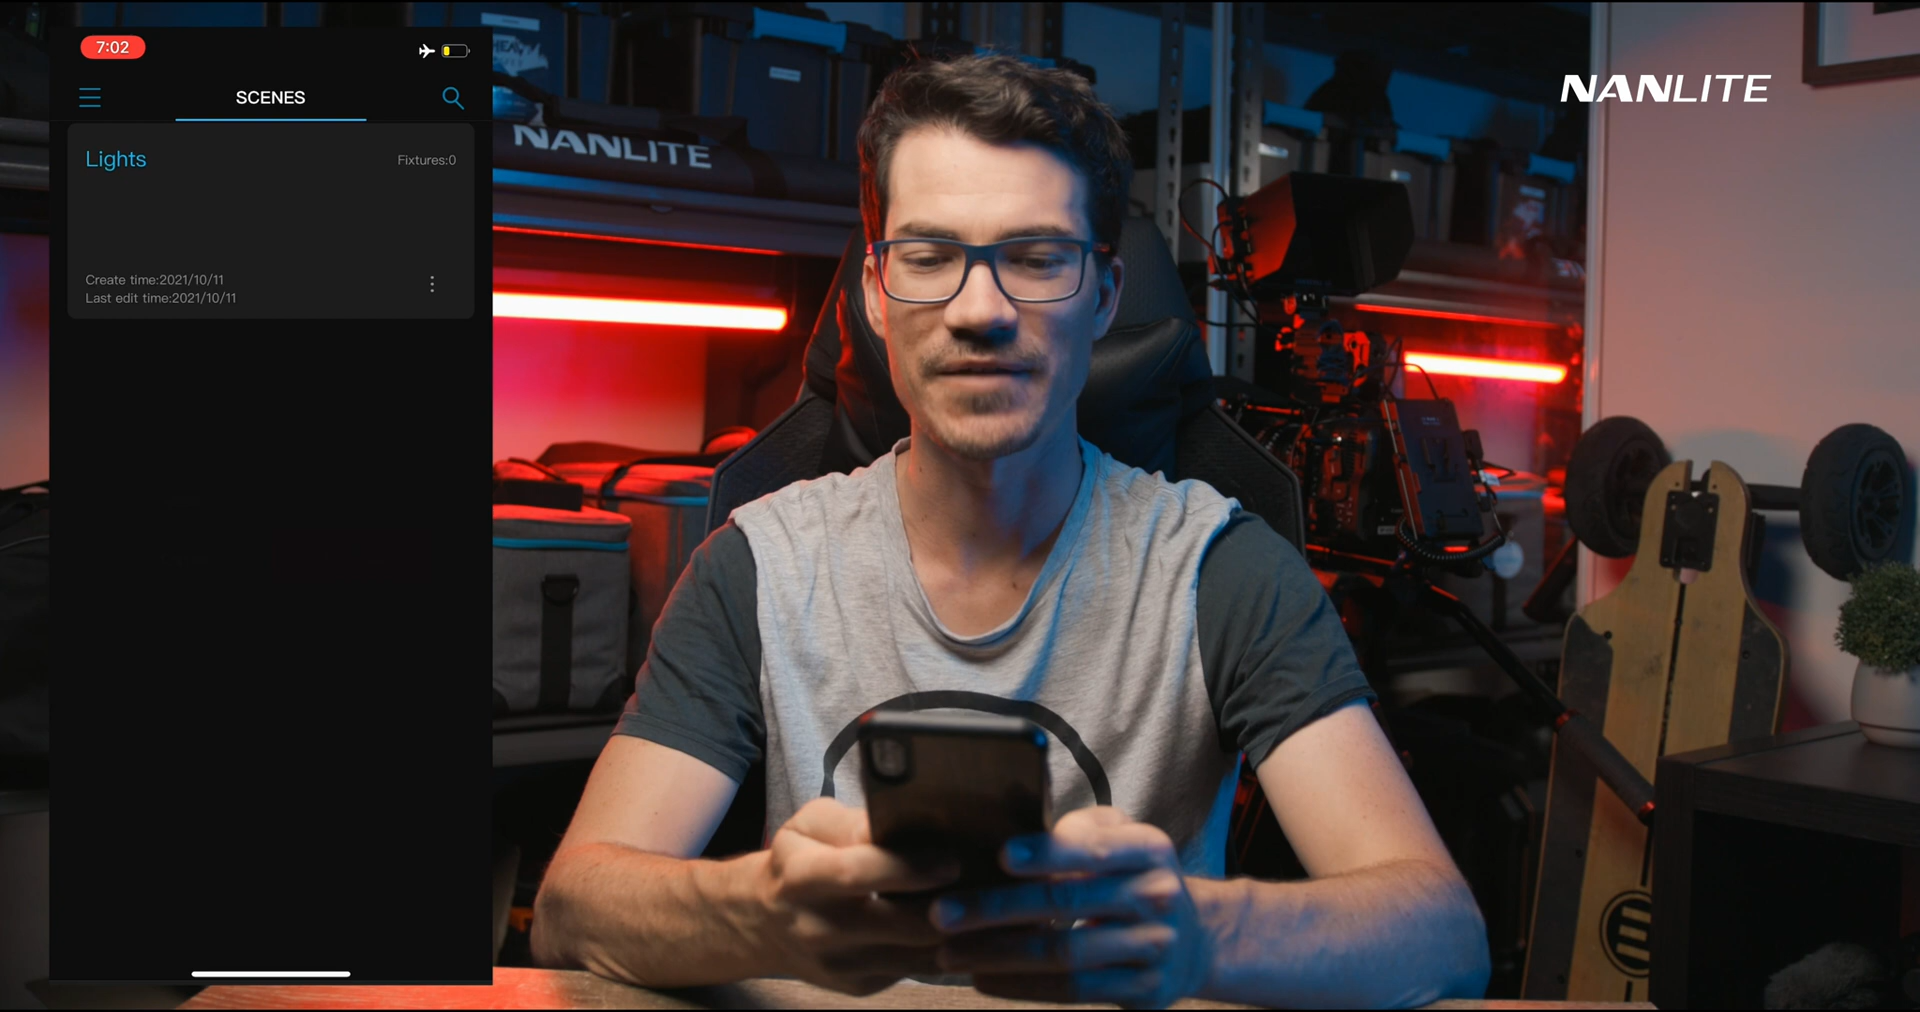 7:02
SCENES
Lights
Fixtures:0
Create time:2021/10/11
Last edit time:2021/10/11
NANLITE
NANLITE